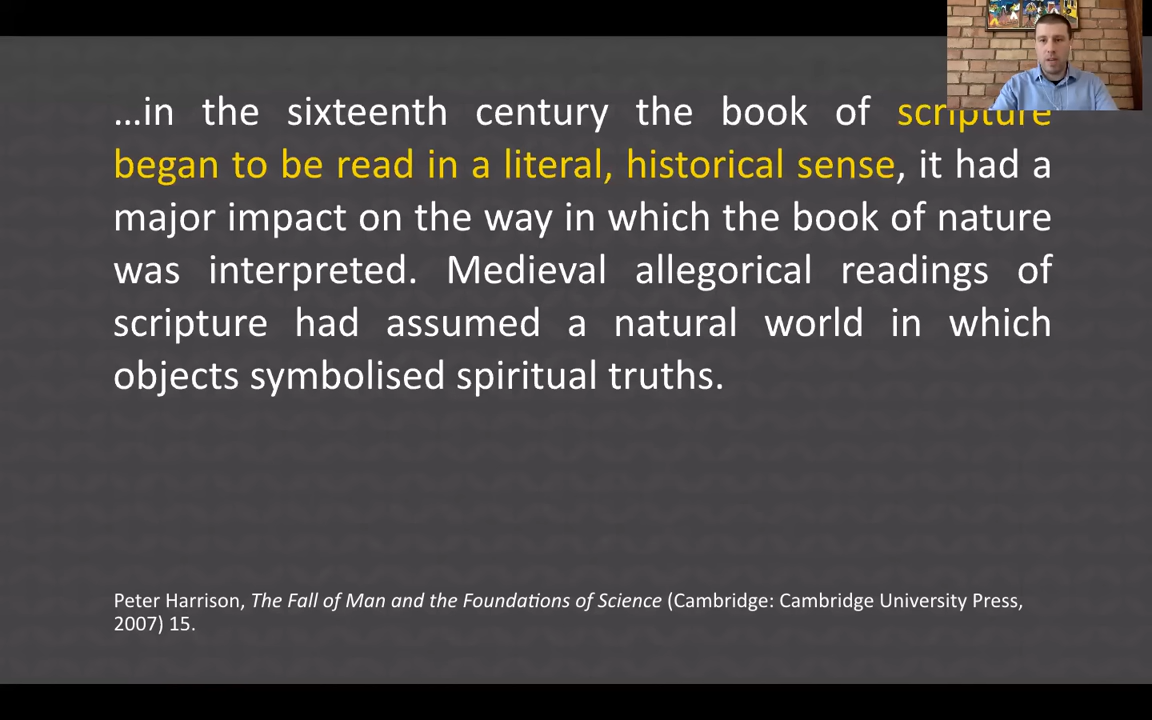 …in the sixteenth century the book of scripture
began to be read in a literal, historical sense, it had a
major impact on the way in which the book of nature
was interpreted. Medieval allegorical readings of
scripture had assumed a natural world in which
objects symbolised spiritual truths.
Peter Harrison, The Fall of Man and the Foundations of Science (Cambridge: Cambridge University Press,
2007) 15.